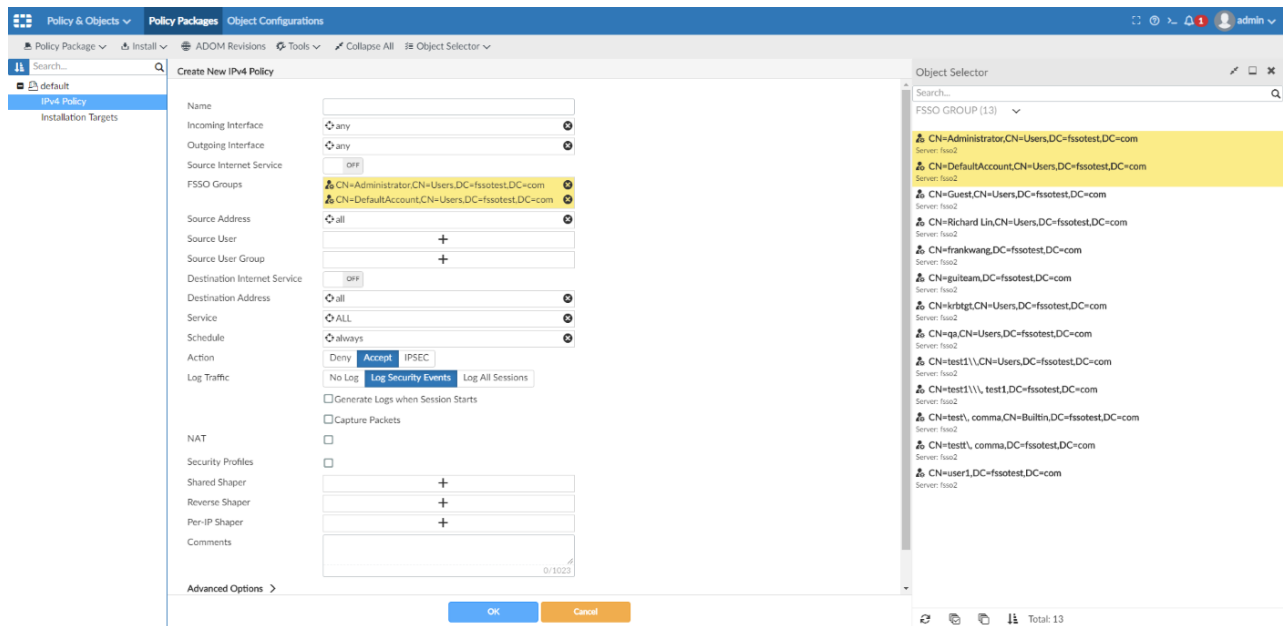 Policy & Objects
Policy Packages
Object Configurations
1
admin
Policy Package
Install
ADOM Revisions
Tools
Collapse All
Object Selector
Search...
default
IPv4 Policy
Installation Targets
Create New IPv4 Policy
Name
Incoming Interface
any
Outgoing Interface
any
Source Internet Service
OFF
FSSO Groups
CN=Administrator,CN=Users,DC=fssotest,DC=com
CN=DefaultAccount,CN=Users,DC=fssotest,DC=com
Source Address
all
Source User
+
Source User Group
+
Destination Internet Service
OFF
Destination Address
all
Service
ALL
Schedule
always
Action
Deny
Accept
IPSEC
Log Traffic
No Log
Log Security Events
Log All Sessions
Generate Logs when Session Starts
Capture Packets
NAT
Security Profiles
Shared Shaper
+
Reverse Shaper
+
Per-IP Shaper
+
Comments
0/1023
Advanced Options >
OK
Cancel
Object Selector
Search...
FSSO GROUP (13)
CN=Administrator,CN=Users,DC=fssotest,DC=com
Server: fsso2
CN=DefaultAccount,CN=Users,DC=fssotest,DC=com
Server: fsso2
CN=Guest,CN=Users,DC=fssotest,DC=com
Server: fsso2
CN=Richard Lin,CN=Users,DC=fssotest,DC=com
Server: fsso2
CN=frankwang,DC=fssotest,DC=com
Server: fsso2
CN=guiteam,DC=fssotest,DC=com
Server: fsso2
CN=krbtgt,CN=Users,DC=fssotest,DC=com
Server: fsso2
CN=qa,CN=Users,DC=fssotest,DC=com
Server: fsso2
CN=test1\\,CN=Users,DC=fssotest,DC=com
Server: fsso2
CN=test1\\\, test1,DC=fssotest,DC=com
Server: fsso2
CN=test\, comma,CN=Builtin,DC=fssotest,DC=com
Server: fsso2
CN=testt\, comma,DC=fssotest,DC=com
Server: fsso2
CN=user1,DC=fssotest,DC=com
Server: fsso2
Total: 13